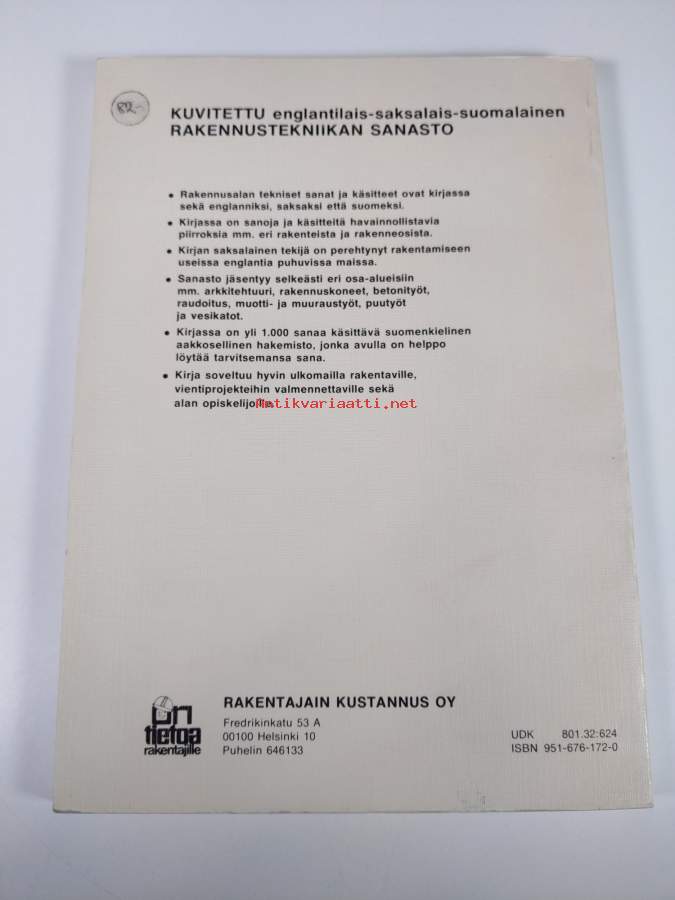 82,-
KUVITETTU englantilais-saksalais-suomalainen
RAKENNUSTEKNIIKAN SANASTO
• Rakennusalan tekniset sanat ja käsitteet ovat kirjassa
sekä englanniksi, saksaksi että suomeksi.
• Kirjassa on sanoja ja käsitteitä havainnollistavia
piirroksia mm. eri rakenteista ja rakenneosista.
• Kirjan saksalainen tekijä on perehtynyt rakentamiseen
useissa englantia puhuvissa maissa.
• Sanasto jäsentyy selkeästi eri osa-alueisiin
mm. arkkitehtuuri, rakennuskoneet, betonityöt,
raudoitus, muotti- ja muuraustyöt, puutyöt
ja vesikatot.
• Kirjassa on yli 1.000 sanaa käsittävä suomenkielinen
aakkosellinen hakemisto, jonka avulla on helppo
löytää tarvitsemansa sana.
• Kirja soveltuu hyvin ulkomailla rakentaville,
vientiprojekteihin valmennettaville sekä
alan opiskelijoille.
Antikvariaatti.net
on
tietoa
rakentajille
RAKENTAJAIN KUSTANNUS OY
Fredrikinkatu 53 A
00100 Helsinki 10
Puhelin 646133
UDK 801.32:624
ISBN 951-676-172-0